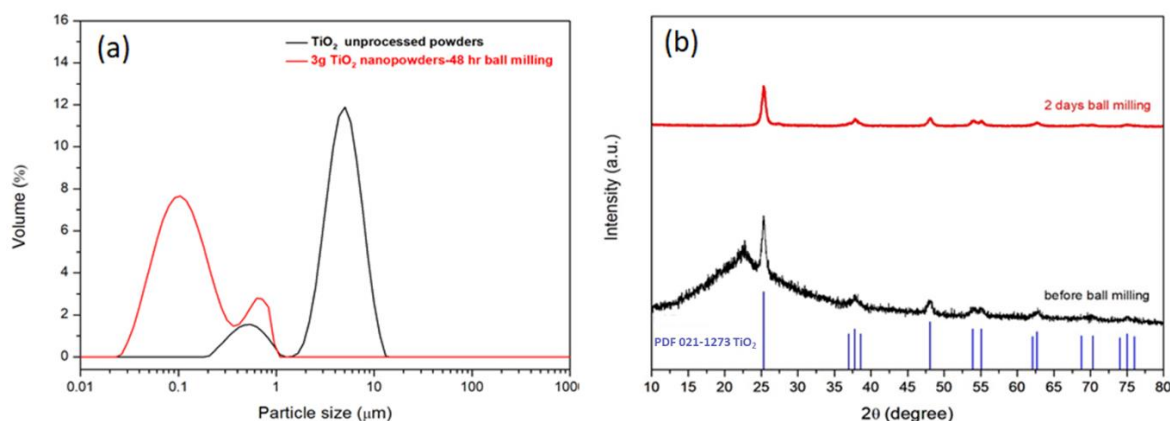 (a)
TiO₂ unprocessed powders
3g TiO₂ nanopowders-48 hr ball milling
Volume (%)
16
14
12
10
8
6
4
2
0
0.01 0.1 1 10 100 1000
Particle size (μm)
(b)
2 days ball milling
before ball milling
PDF 021-1273 TiO₂
Intensity (a.u.)
10 15 20 25 30 35 40 45 50 55 60 65 70 75 80
2θ (degree)